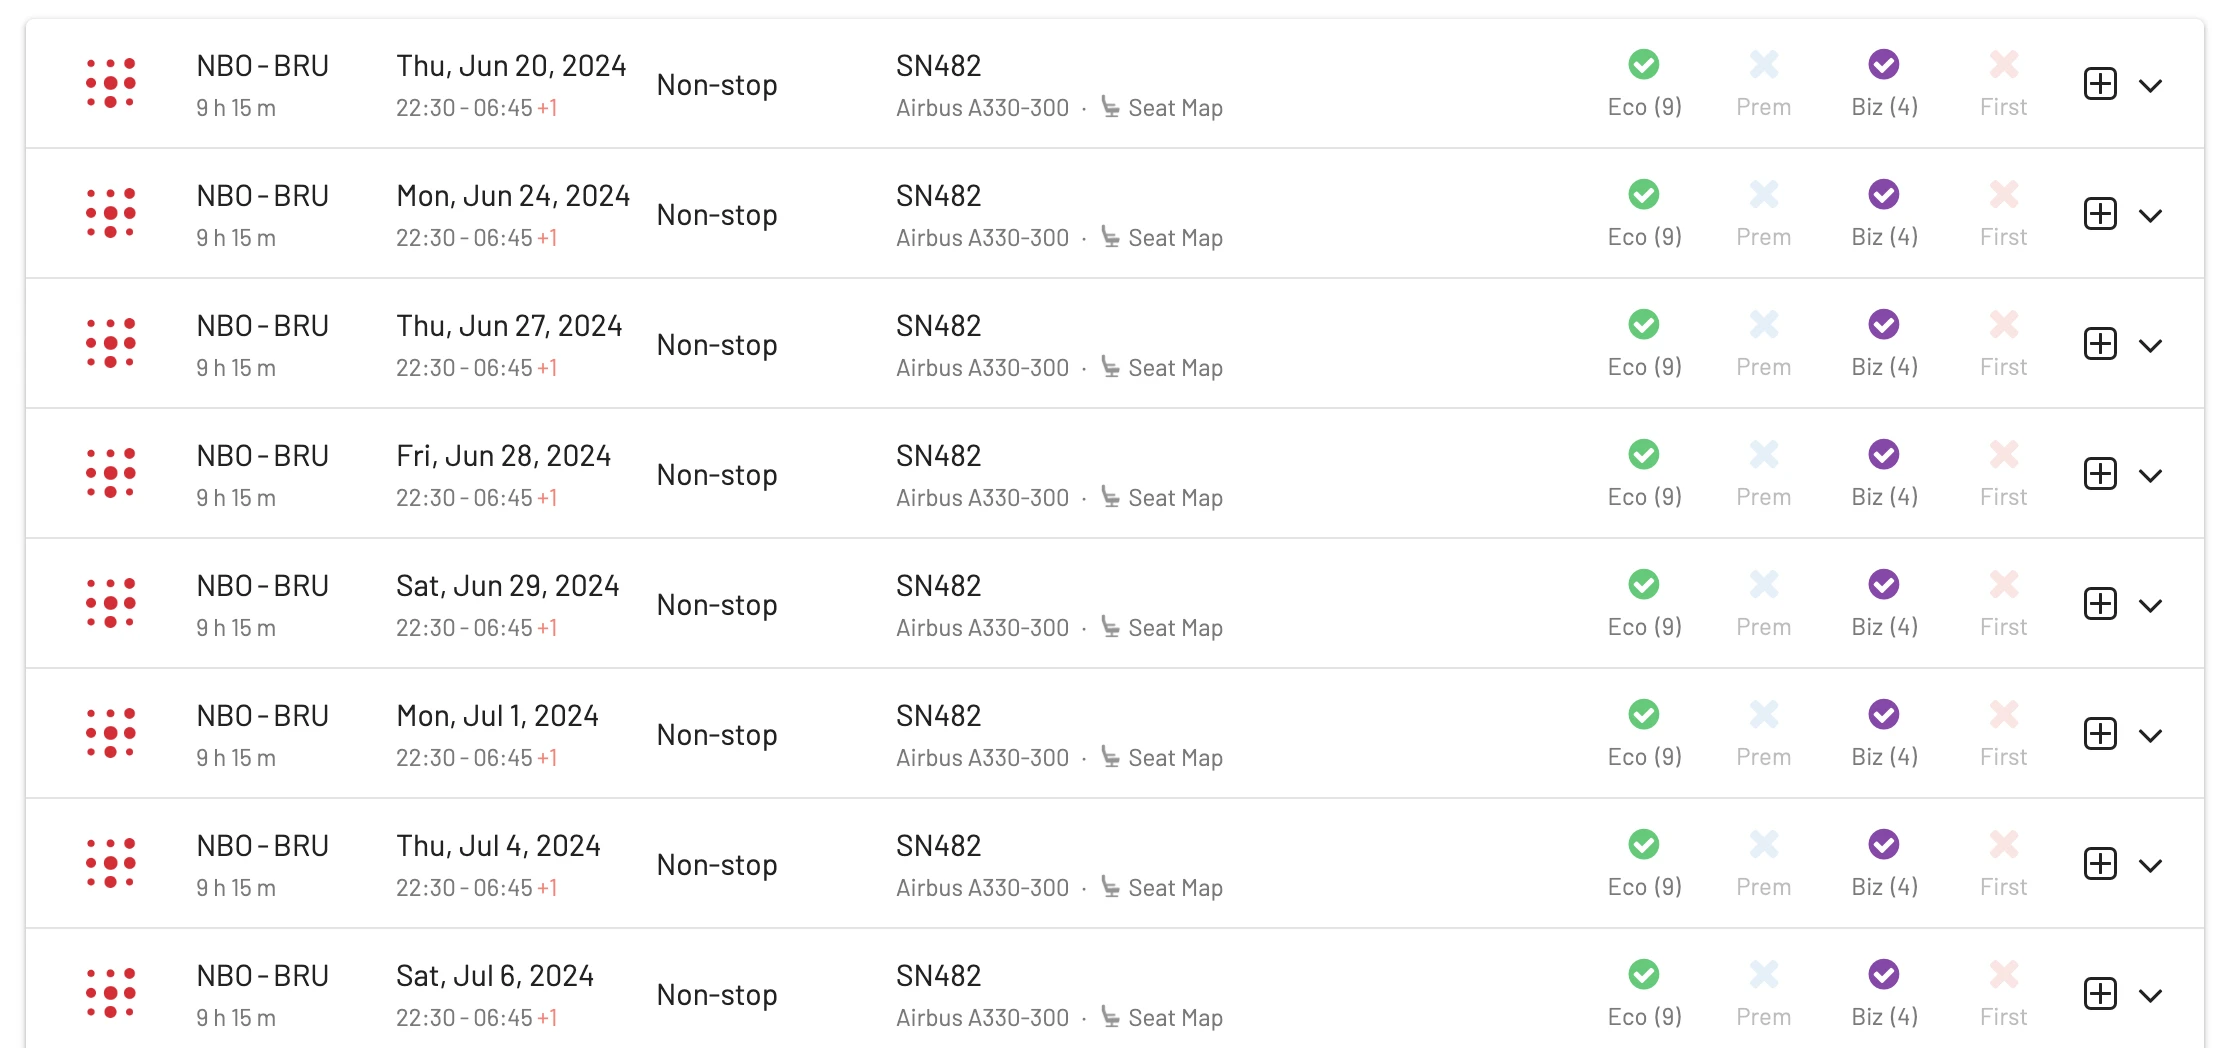 NBO - BRU Thu, Jun 20, 2024 Non-stop SN482
9 h 15 m 22:30 - 06:45 +1 Airbus A330-300 · Seat Map Eco (9) Prem Biz (4) First
NBO - BRU Mon, Jun 24, 2024 Non-stop SN482
9 h 15 m 22:30 - 06:45 +1 Airbus A330-300 · Seat Map Eco (9) Prem Biz (4) First
NBO - BRU Thu, Jun 27, 2024 Non-stop SN482
9 h 15 m 22:30 - 06:45 +1 Airbus A330-300 · Seat Map Eco (9) Prem Biz (4) First
NBO - BRU Fri, Jun 28, 2024 Non-stop SN482
9 h 15 m 22:30 - 06:45 +1 Airbus A330-300 · Seat Map Eco (9) Prem Biz (4) First
NBO - BRU Sat, Jun 29, 2024 Non-stop SN482
9 h 15 m 22:30 - 06:45 +1 Airbus A330-300 · Seat Map Eco (9) Prem Biz (4) First
NBO - BRU Mon, Jul 1, 2024 Non-stop SN482
9 h 15 m 22:30 - 06:45 +1 Airbus A330-300 · Seat Map Eco (9) Prem Biz (4) First
NBO - BRU Thu, Jul 4, 2024 Non-stop SN482
9 h 15 m 22:30 - 06:45 +1 Airbus A330-300 · Seat Map Eco (9) Prem Biz (4) First
NBO - BRU Sat, Jul 6, 2024 Non-stop SN482
9 h 15 m 22:30 - 06:45 +1 Airbus A330-300 · Seat Map Eco (9) Prem Biz (4) First